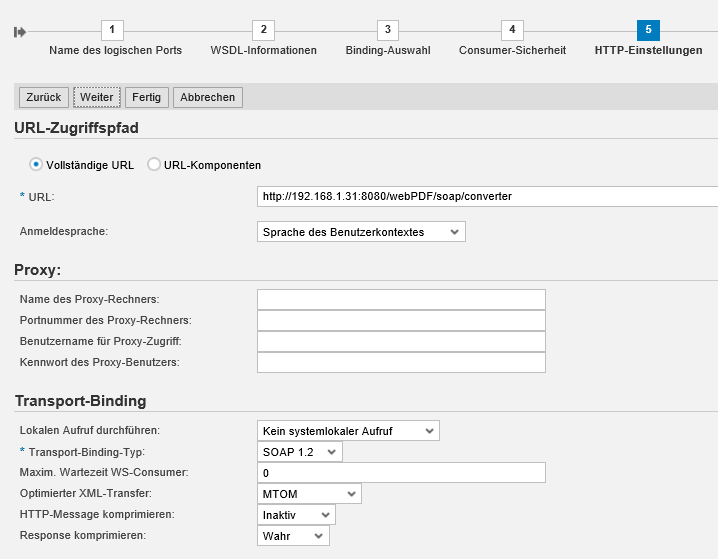 1 2 3 4 5
Name des logischen Ports WSDL-Informationen Binding-Auswahl Consumer-Sicherheit HTTP-Einstellungen
Zurück Weiter Fertig Abbrechen
URL-Zugriffspfad
Vollständige URL URL-Komponenten
* URL: http://192.168.1.31:8080/webPDF/soap/converter
Anmeldesprache: Sprache des Benutzerkontextes
Proxy:
Name des Proxy-Rechners:
Portnummer des Proxy-Rechners:
Benutzername für Proxy-Zugriff:
Kennwort des Proxy-Benutzers:
Transport-Binding
Lokalen Aufruf durchführen: Kein systemlokaler Aufruf
* Transport-Binding-Typ: SOAP 1.2
Maxim. Wartezeit WS-Consumer: 0
Optimierter XML-Transfer: MTOM
HTTP-Message komprimieren: Inaktiv
Response komprimieren: Wahr